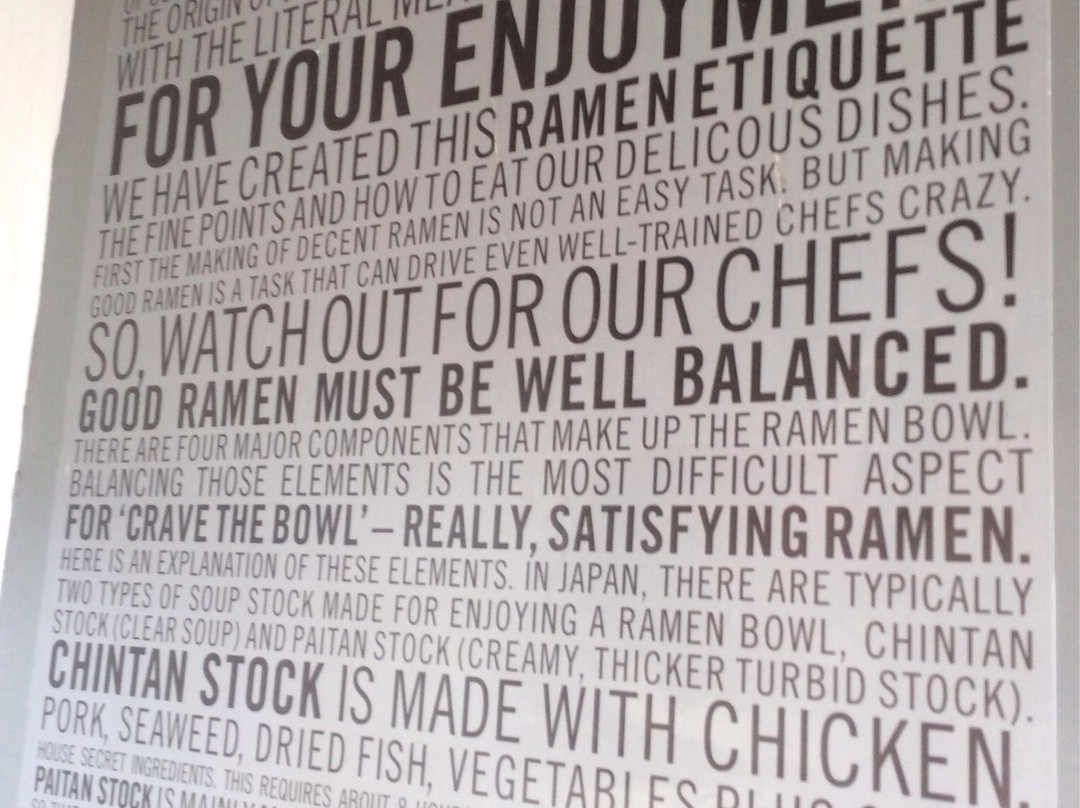 THE ORIGIN OF
WITH THE LITERAL
FOR YOUR ENJOYMEN
WE HAVE CREATED THIS RAMEN ETIQUETTE
THE FINE POINTS AND HOW TO EAT OUR DELICOUS DISHES.
FIRST THE MAKING OF DECENT RAMEN IS NOT AN EASY TASK. BUT MAKING
GOOD RAMEN IS A TASK THAT CAN DRIVE EVEN WELL-TRAINED CHEFS CRAZY.
SO, WATCH OUT FOR OUR CHEFS!
GOOD RAMEN MUST BE WELL BALANCED.
THERE ARE FOUR MAJOR COMPONENTS THAT MAKE UP THE RAMEN BOWL.
BALANCING THOSE ELEMENTS IS THE MOST DIFFICULT ASPECT
FOR ‘CRAVE THE BOWL’ – REALLY, SATISFYING RAMEN.
HERE IS AN EXPLANATION OF THESE ELEMENTS. IN JAPAN, THERE ARE TYPICALLY
TWO TYPES OF SOUP STOCK MADE FOR ENJOYING A RAMEN BOWL, CHINTAN
STOCK (CLEAR SOUP) AND PAITAN STOCK (CREAMY, THICKER TURBID STOCK).
CHINTAN STOCK IS MADE WITH CHICKEN,
PORK, SEAWEED, DRIED FISH, VEGETABLES PLUS
HOUSE SECRET INGREDIENTS. THIS REQUIRES ABOUT 8
PAITAN STOCK IS MAINLY